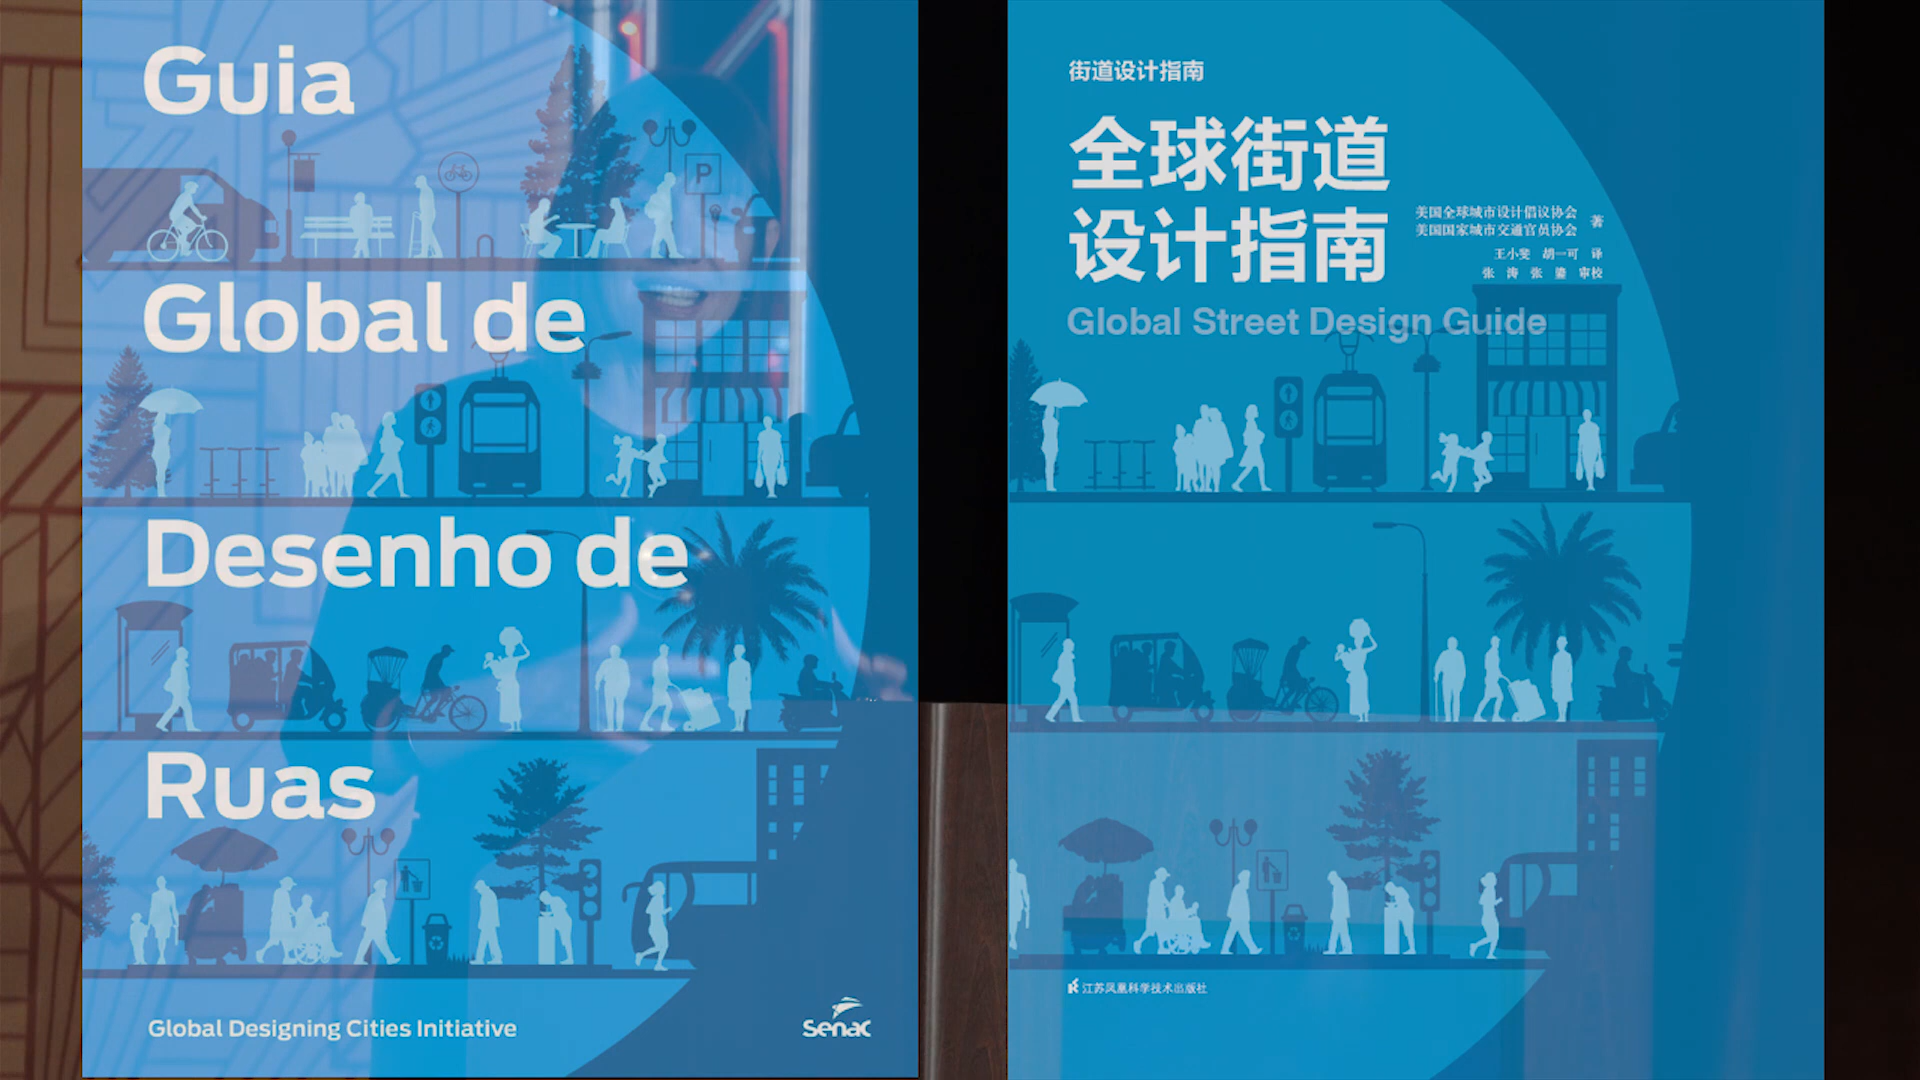 Guia
Global de
Desenho de
Ruas
P
Global Designing Cities Initiative
senac
街道设计指南
全球街道
设计指南
美国全球城市设计倡议协会
美国国家城市交通官员协会 著
王小斐 胡一可 译
张 涛 张 鎏 审校
Global Street Design Guide
江苏凤凰科学技术出版社